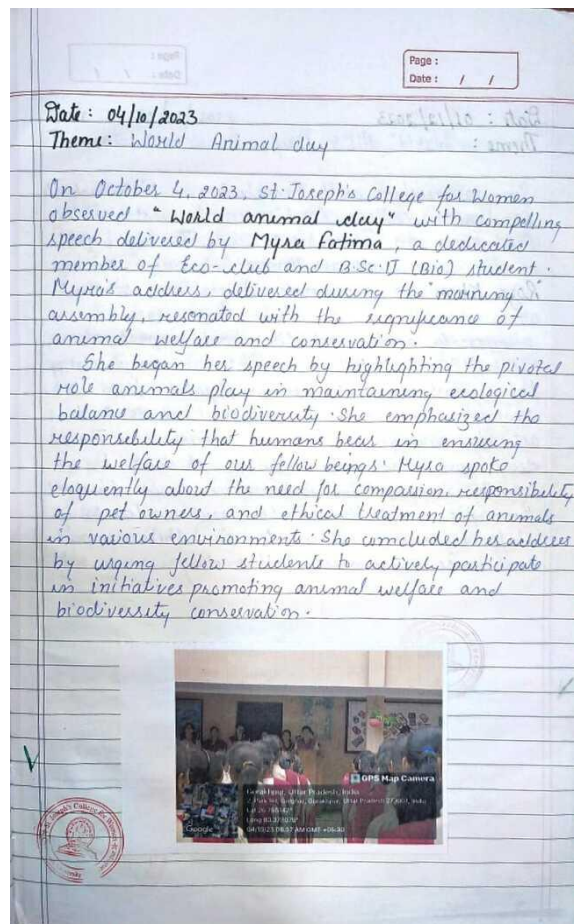 Page :
Date : / /
Date : 04/10/2023
Theme : World Animal day
On October 4, 2023, St. Joseph's College for Women
observed "World animal day" with compelling
speech delivered by Myra Fatima, a dedicated
member of Eco-club and B.Sc. II (Bio) student.
Myra's address, delivered during the morning
assembly, resonated with the significance of
animal welfare and conservation.
She began her speech by highlighting the pivotal
role animals play in maintaining ecological
balance and biodiversity. She emphasized the
responsibility that humans bear in ensuring
the welfare of our fellow beings. Myra spoke
eloquently about the need for compassion, responsibility
of pet owners, and ethical treatment of animals
in various environments. She concluded her address
by urging fellow students to actively participate
in initiatives promoting animal welfare and
biodiversity conservation.
GPS Map Camera
Gorakhpur, Uttar Pradesh, India
Gorakhpur, Uttar Pradesh 273001, India
Google